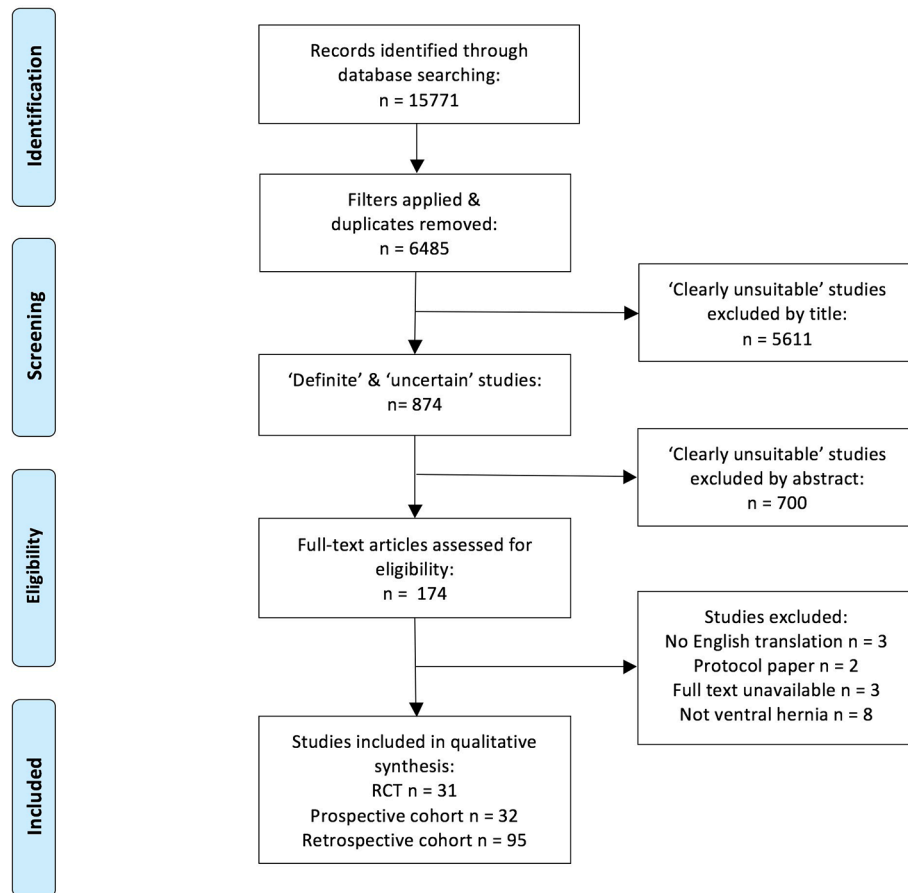 Identification
Records identified through
database searching:
n = 15771
Filters applied &
duplicates removed:
n = 6485
Screening
‘Clearly unsuitable’ studies
excluded by title:
n = 5611
‘Definite’ & ‘uncertain’ studies:
n= 874
‘Clearly unsuitable’ studies
excluded by abstract:
n = 700
Eligibility
Full-text articles assessed for
eligibility:
n = 174
Studies excluded:
No English translation n = 3
Protocol paper n = 2
Full text unavailable n = 3
Not ventral hernia n = 8
Included
Studies included in qualitative
synthesis:
RCT n = 31
Prospective cohort n = 32
Retrospective cohort n = 95